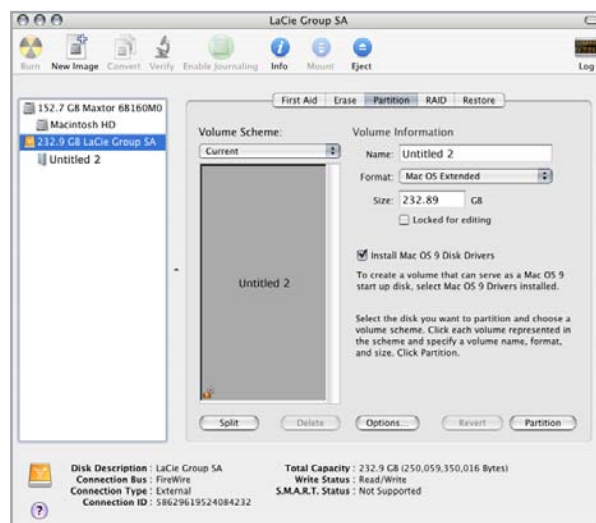 LaCie Group SA
Burn New Image Convert Verify Enable Journaling Info Mount Eject Log
152.7 GB Maxtor 6B160M0
Macintosh HD
232.9 GB LaCie Group SA
Untitled 2
First Aid Erase Partition RAID Restore
Volume Scheme:
Current
Untitled 2
Volume Information
Name: Untitled 2
Format: Mac OS Extended
Size: 232.89 GB
Locked for editing
Install Mac OS 9 Disk Drivers
To create a volume that can serve as a Mac OS 9
start up disk, select Mac OS 9 Drivers installed.
Select the disk you want to partition and choose a
volume scheme. Click each volume represented in
the scheme and specify a volume name, format,
and size. Click Partition.
Split Delete Options... Revert Partition
Disk Description : LaCie Group SA
Connection Bus : FireWire
Connection Type : External
Connection ID : 58629619524084232
Total Capacity : 232.9 GB (250,059,350,016 Bytes)
Write Status : Read/Write
S.M.A.R.T. Status : Not Supported
?